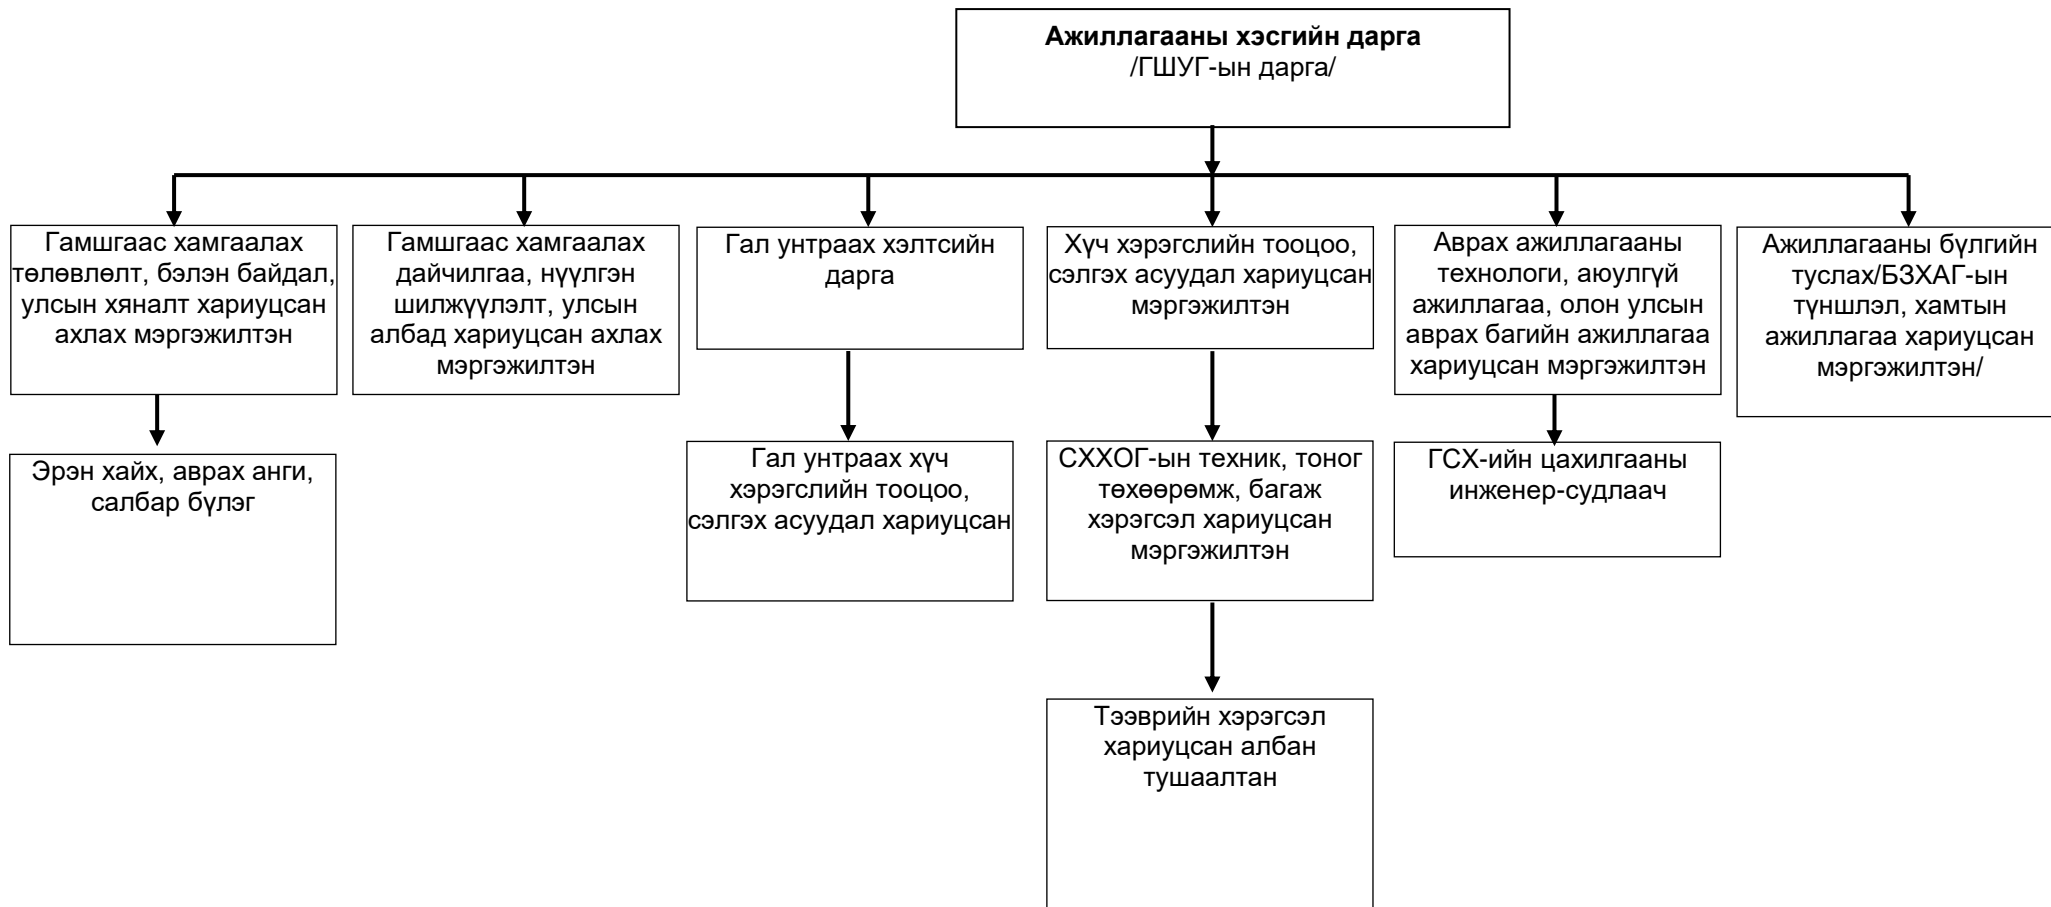 Ажиллагааны хэсгийн дарга
/ГШУГ-ын дарга/
Гамшгаас хамгаалах
төлөвлөлт, бэлэн байдал,
улсын хяналт хариуцсан
ахлах мэргэжилтэн
Гамшгаас хамгаалах
дайчилгаа, нүүлгэн
шилжүүлэлт, улсын
албад хариуцсан ахлах
мэргэжилтэн
Гал унтраах хэлтсийн
дарга
Хүч хэрэгслийн тооцоо,
сэлгэх асуудал хариуцсан
мэргэжилтэн
Аврах ажиллагааны
технологи, аюулгүй
ажиллагаа, олон улсын
аврах багийн ажиллагаа
хариуцсан мэргэжилтэн
Ажиллагааны бүлгийн
туслах/БЗХАГ-ын
түншлэл, хамтын
ажиллагаа хариуцсан
мэргэжилтэн/
Эрэн хайх, аврах анги,
салбар бүлэг
Гал унтраах хүч
хэрэгслийн тооцоо,
сэлгэх асуудал хариуцсан
СХХОГ-ын техник, тоног
төхөөрөмж, багаж
хэрэгсэл хариуцсан
мэргэжилтэн
ГСХ-ийн цахилгааны
инженер-судлаач
Тээврийн хэрэгсэл
хариуцсан албан
тушаалтан